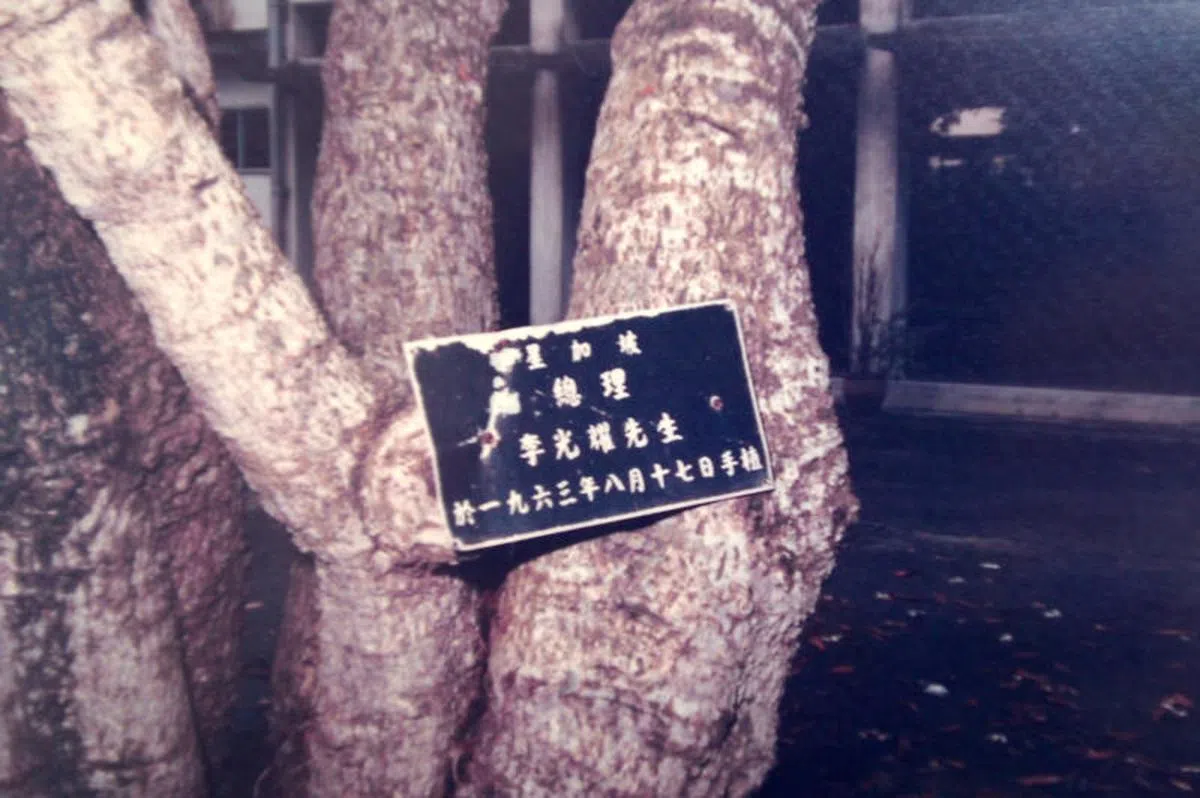 星加坡
總理
李光耀先生
於一九六三年八月十七日手植